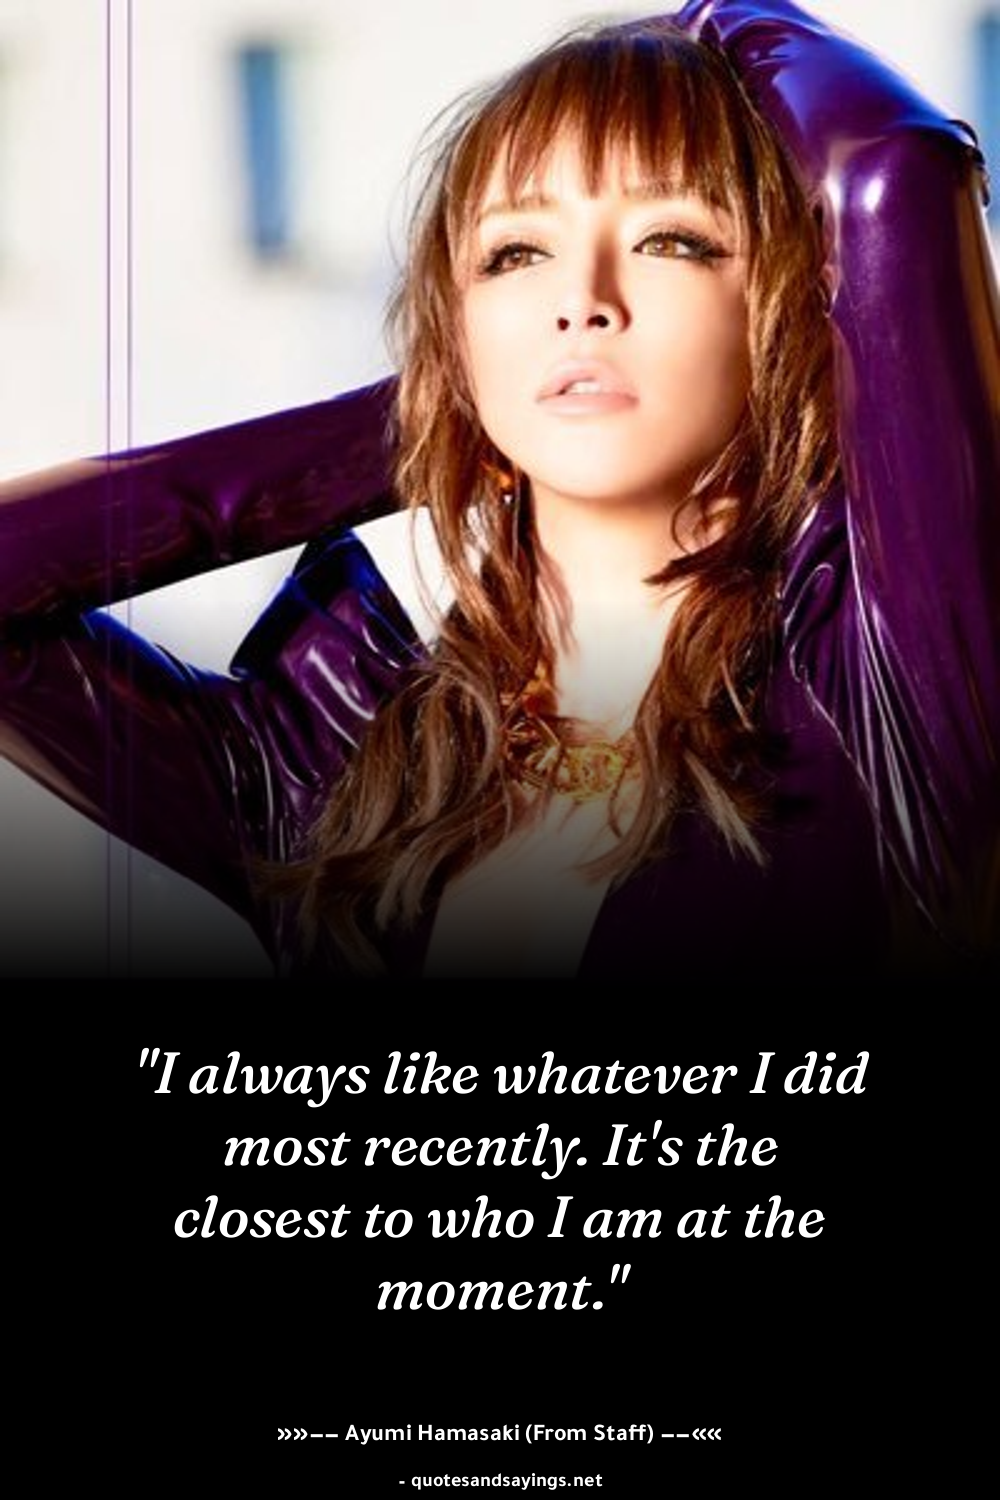 "I always like whatever I did
most recently. It's the
closest to who I am at the
moment."
»»—— Ayumi Hamasaki (From Staff) ——««
- quotesandsayings.net